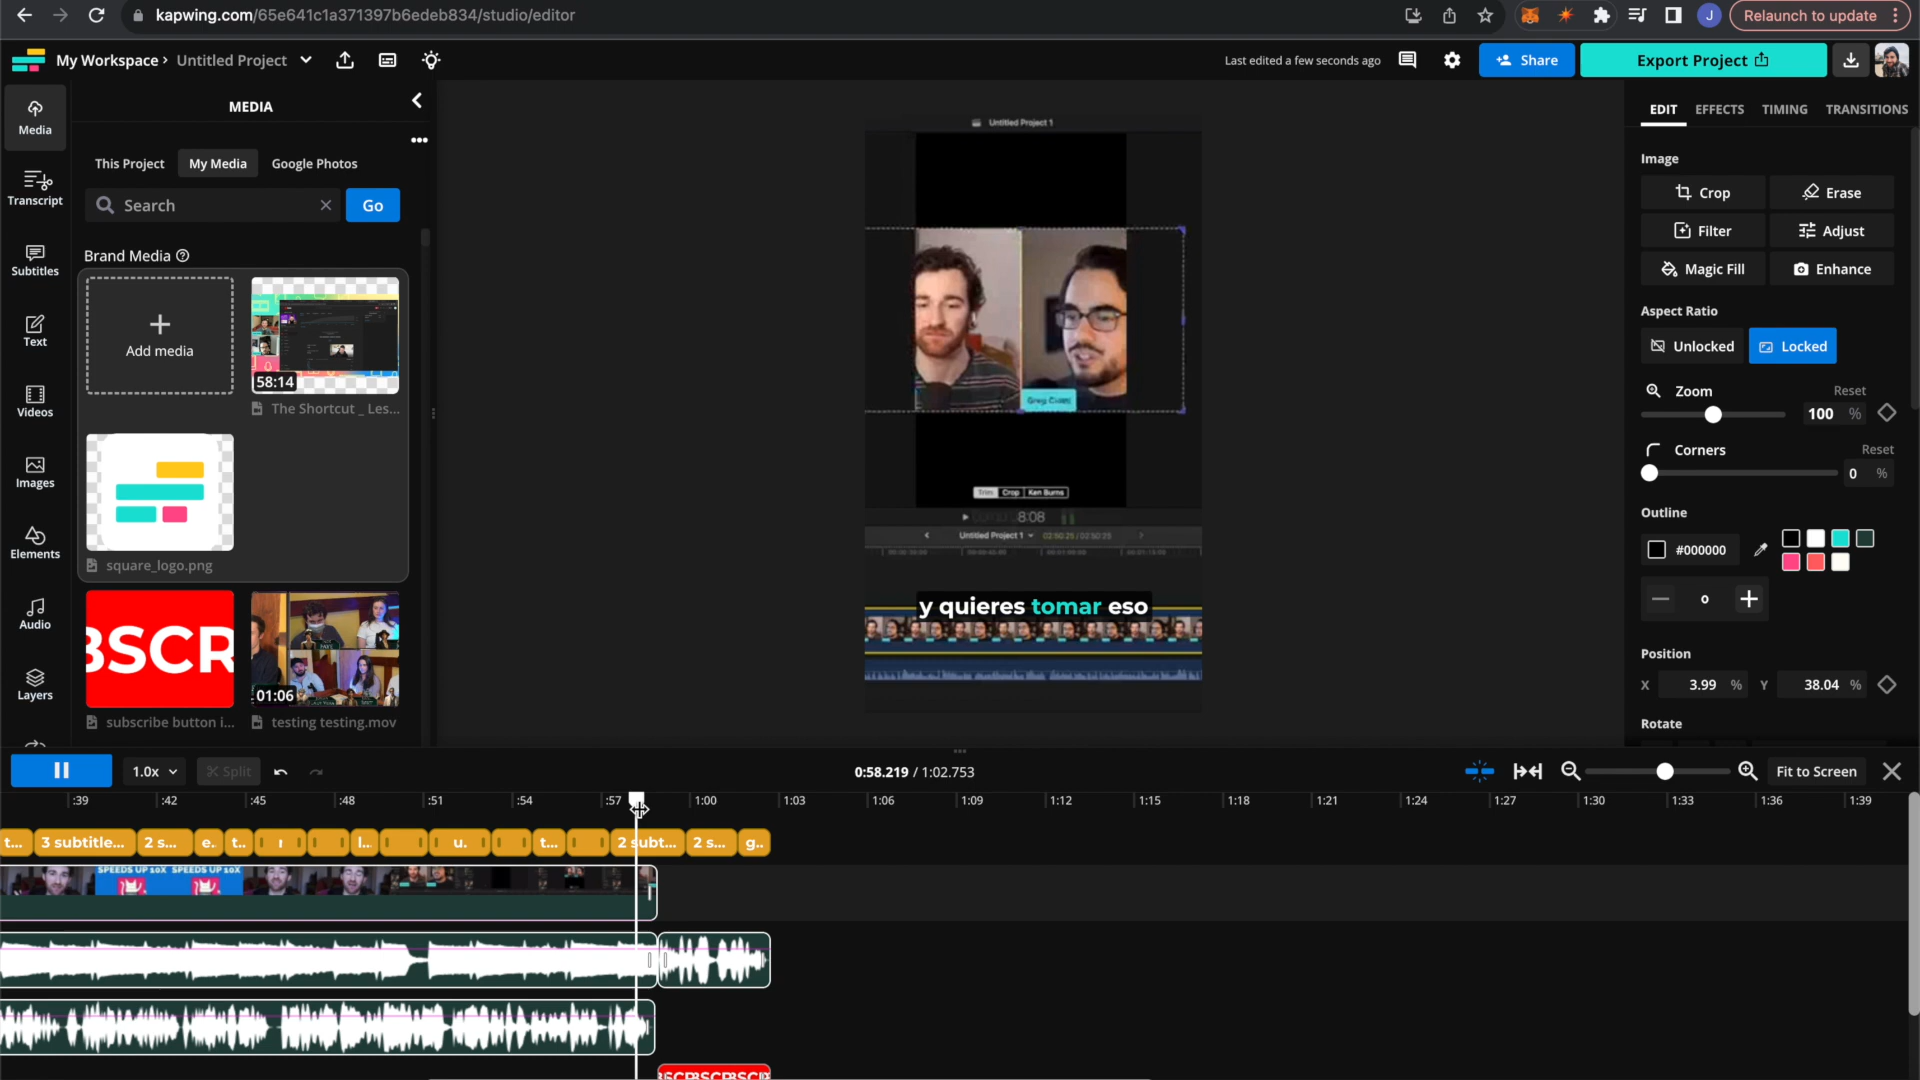 kapwing.com/65e641c1a371397b6edeb834/studio/editor
J
Relaunch to update
My Workspace › Untitled Project
Last edited a few seconds ago
Share
Export Project
Media
Transcript
Subtitles
Text
Videos
Images
Elements
Audio
Layers
MEDIA
This Project
My Media
Google Photos
Search
Go
Brand Media
Add media
58:14
The Shortcut _ Les...
square_logo.png
BSCR
subscribe button i...
01:06
testing testing.mov
Untitled Project 1
Greg
Trim Crop Ken Burns
8:08
Untitled Project 1
02:50:25 / 02:50:25
y quieres tomar eso
EDIT
EFFECTS
TIMING
TRANSITIONS
Image
Crop
Erase
Filter
Adjust
Magic Fill
Enhance
Aspect Ratio
Unlocked
Locked
Zoom
Reset
100 %
Corners
Reset
0 %
Outline
#000000
0
Position
X 3.99 %
Y 38.04 %
Rotate
1.0x
Split
0:58.219 / 1:02.753
Fit to Screen
:39 :42 :45 :48 :51 :54 :57 1:00 1:03 1:06 1:09 1:12 1:15 1:18 1:21 1:24 1:27 1:30 1:33 1:36 1:39
t... 3 subtitle... 2 s... e. t.. l.. u. t... 2 subt... 2 s... g..
SPEEDS UP 10X SPEEDS UP 10X